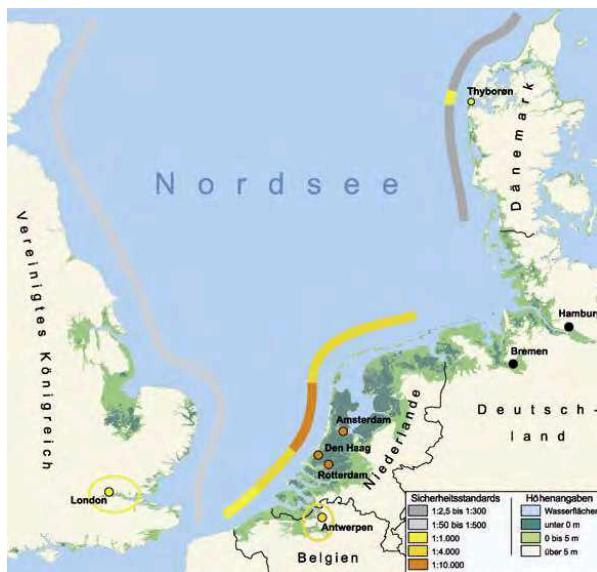 Thyborøn
Dänemark
Nordsee
Vereinigtes Königreich
Hamburg
Bremen
Amsterdam
Deutsch-
land
Den Haag
Niederlande
Rotterdam
London
Antwerpen
Belgien
Sicherheitsstandards
1:2,5 bis 1:300
1:50 bis 1:500
1:1.000
1:4.000
1:10.000
Höhenangaben
Wasserflächen
unter 0 m
0 bis 5 m
über 5 m